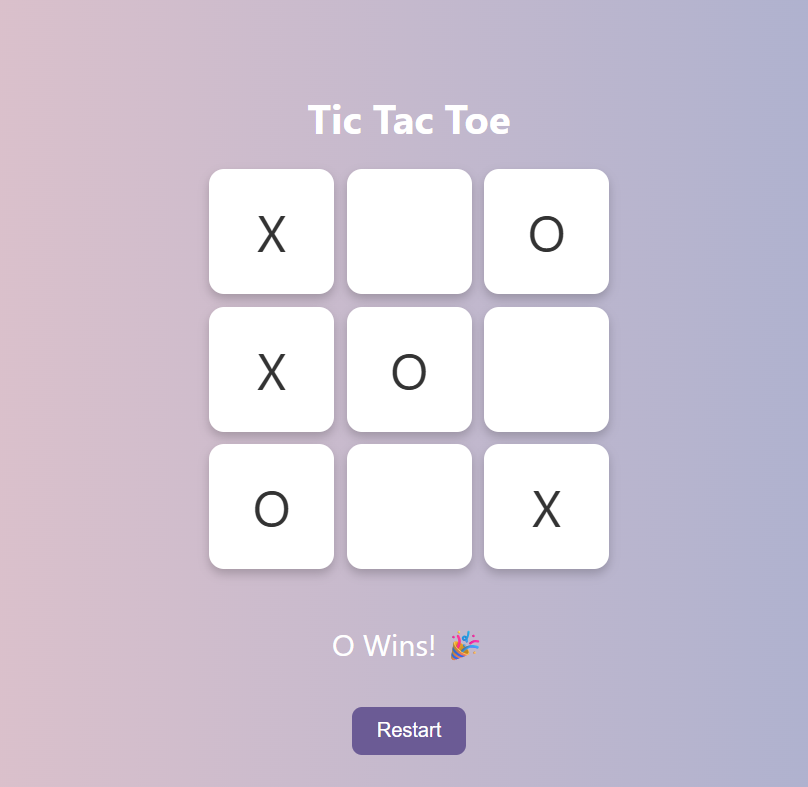 Tic Tac Toe
X O
X O
O X
O Wins! 🎉
Restart